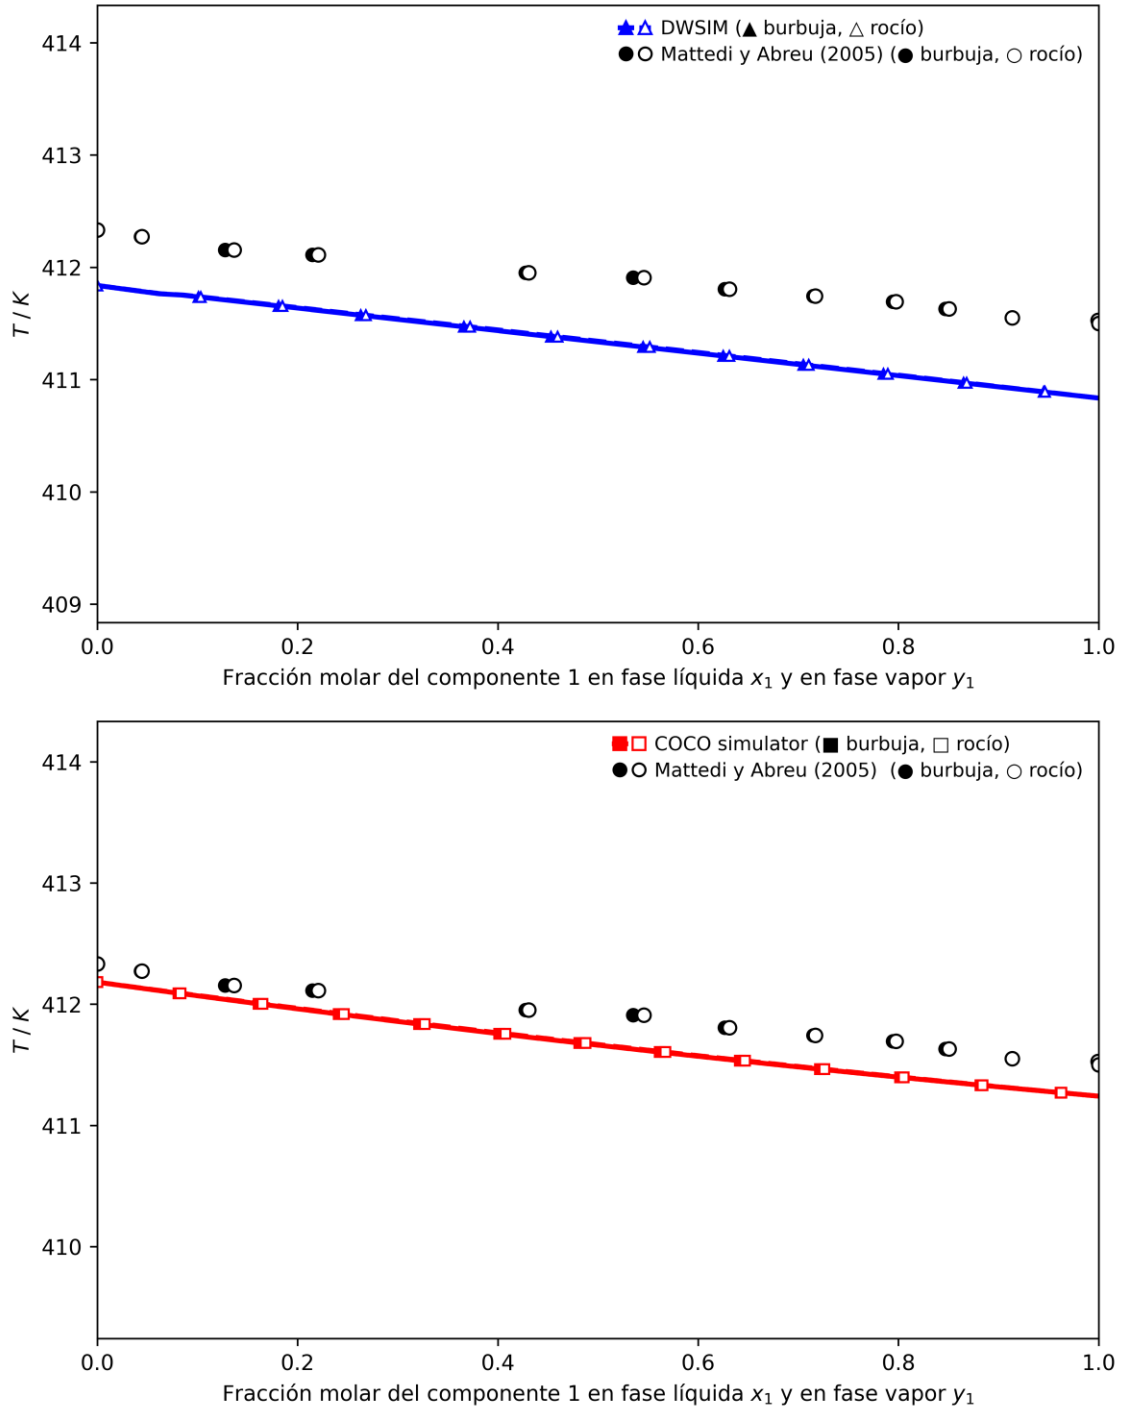 414
413
412
411
410
409
T / K
DWSIM (▲ burbuja, △ rocío)
Mattedi y Abreu (2005) (● burbuja, ○ rocío)
0.0 0.2 0.4 0.6 0.8 1.0
Fracción molar del componente 1 en fase líquida x₁ y en fase vapor y₁
414
413
412
411
410
T / K
COCO simulator (■ burbuja, □ rocío)
Mattedi y Abreu (2005) (● burbuja, ○ rocío)
0.0 0.2 0.4 0.6 0.8 1.0
Fracción molar del componente 1 en fase líquida x₁ y en fase vapor y₁